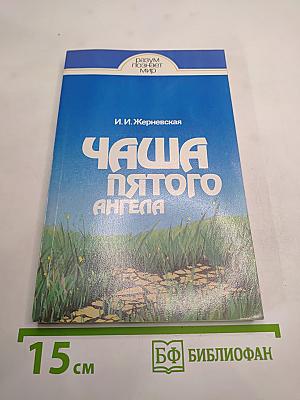 разум
познает
мир
И. И. Жерневская
ЧАША
ПЯТОГО
АНГЕЛА
15 см
БФ БИБЛИОФАН